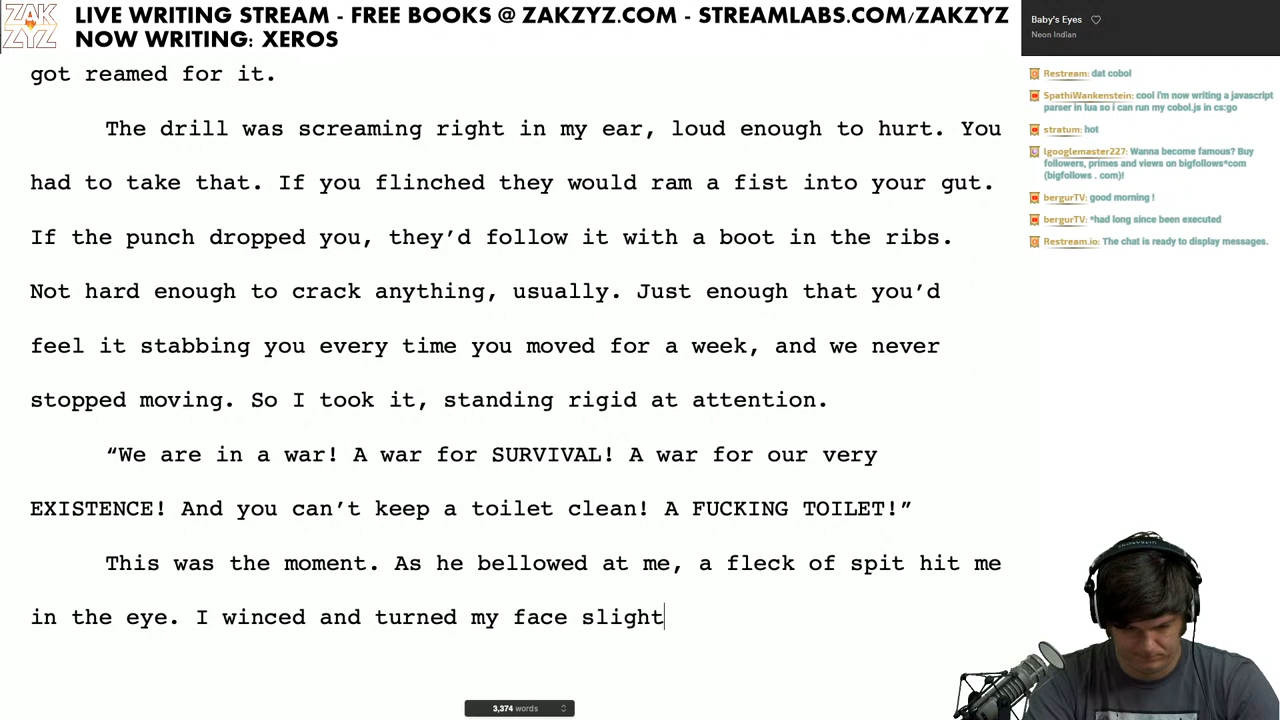 ZAK
ZYZ
LIVE WRITING STREAM - FREE BOOKS @ ZAKZYZ.COM - STREAMLABS.COM/ZAKZYZ
NOW WRITING: XEROS
got reamed for it.
The drill was screaming right in my ear, loud enough to hurt. You
had to take that. If you flinched they would ram a fist into your gut.
If the punch dropped you, they’d follow it with a boot in the ribs.
Not hard enough to crack anything, usually. Just enough that you’d
feel it stabbing you every time you moved for a week, and we never
stopped moving. So I took it, standing rigid at attention.
“We are in a war! A war for SURVIVAL! A war for our very
EXISTENCE! And you can’t keep a toilet clean! A FUCKING TOILET!”
This was the moment. As he bellowed at me, a fleck of spit hit me
in the eye. I winced and turned my face slight
3,374 words
Baby's Eyes
Neon Indian
Restream: dat cobol
SpathiWankenstein: cool i'm now writing a javascript
parser in lua so i can run my cobol.js in cs:go
stratum: hot
lgooglemaster227: Wanna become famous? Buy
followers, primes and views on bigfollows*com
(bigfollows . com)!
bergurTV: good morning !
bergurTV: *had long since been executed
Restream.io: The chat is ready to display messages.